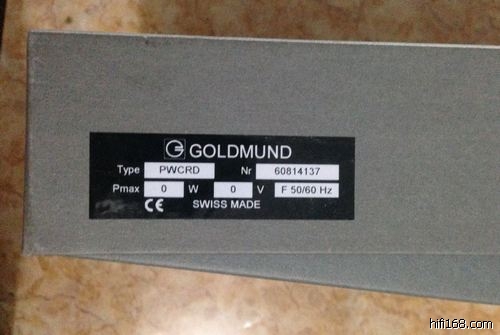 GOLDMUND
Type PWCRD Nr 60814137
Pmax 0 W 0 V F 50/60 Hz
CE SWISS MADE
hifi168.com